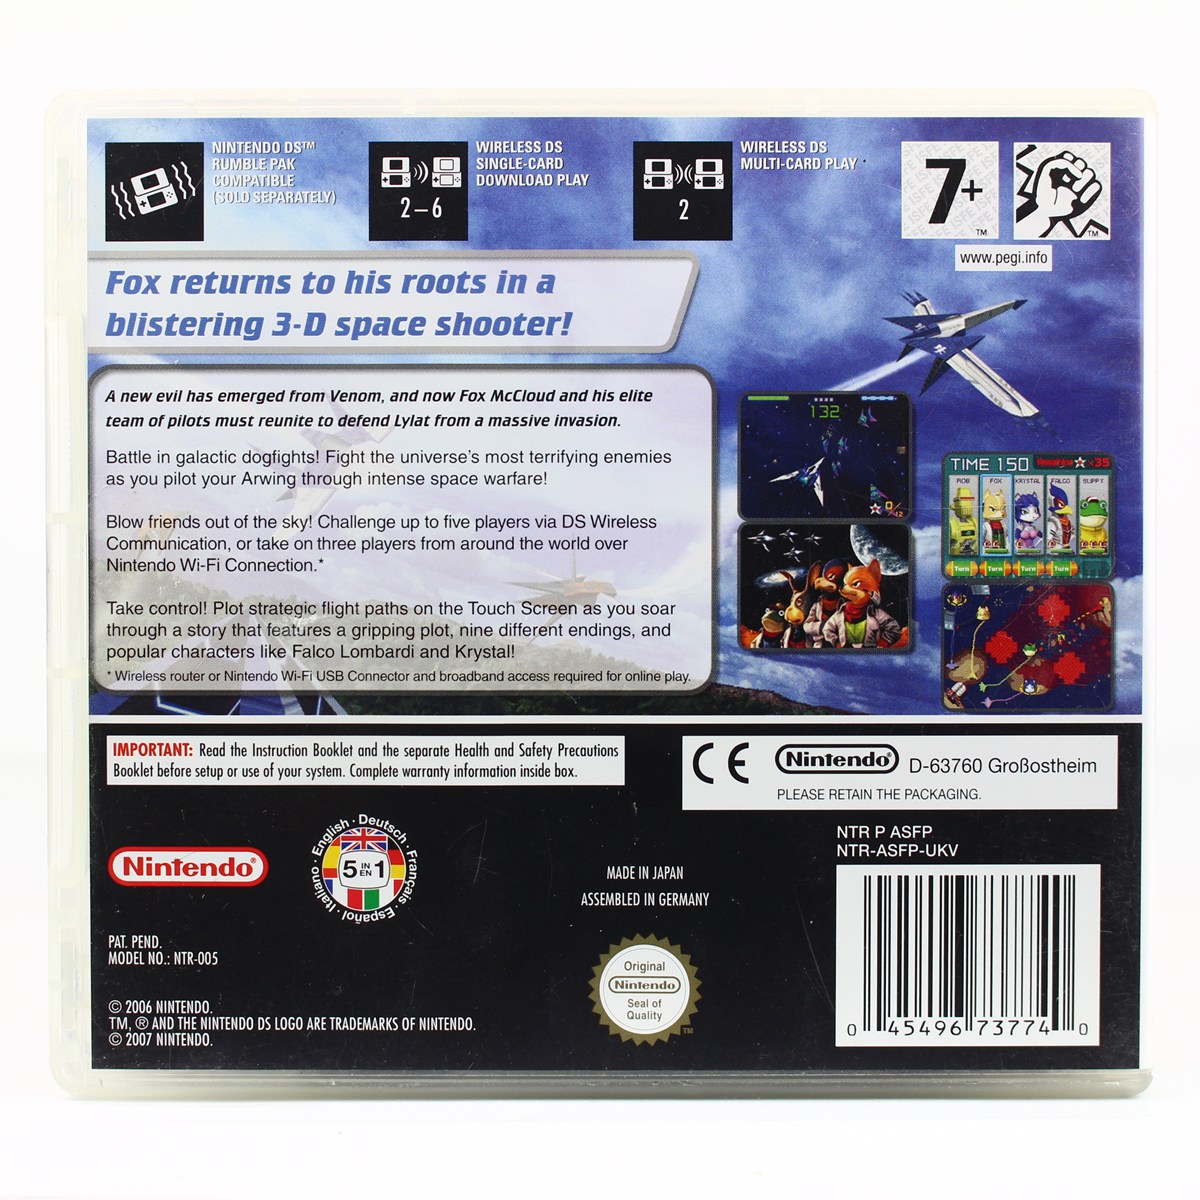 NINTENDO DS™
RUMBLE PAK
COMPATIBLE
(SOLD SEPARATELY)
2–6
WIRELESS DS
SINGLE-CARD
DOWNLOAD PLAY
2
WIRELESS DS
MULTI-CARD PLAY
7+
TM
TM
www.pegi.info
Fox returns to his roots in a
blistering 3-D space shooter!
A new evil has emerged from Venom, and now Fox McCloud and his elite
team of pilots must reunite to defend Lylat from a massive invasion.
Battle in galactic dogfights! Fight the universe's most terrifying enemies
as you pilot your Arwing through intense space warfare!
Blow friends out of the sky! Challenge up to five players via DS Wireless
Communication, or take on three players from around the world over
Nintendo Wi-Fi Connection.*
Take control! Plot strategic flight paths on the Touch Screen as you soar
through a story that features a gripping plot, nine different endings, and
popular characters like Falco Lombardi and Krystal!
* Wireless router or Nintendo Wi-Fi USB Connector and broadband access required for online play.
132
TIME 150
×35
ROB FOX KRYSTAL FALCO SLIPPY
Turn Turn Turn Turn
IMPORTANT: Read the Instruction Booklet and the separate Health and Safety Precautions
Booklet before setup or use of your system. Complete warranty information inside box.
CE
Nintendo®
D-63760 Großostheim
PLEASE RETAIN THE PACKAGING.
Nintendo®
English · Deutsch · Français · Español · Italiano ·
5 IN EN 1
MADE IN JAPAN
ASSEMBLED IN GERMANY
NTR P ASFP
NTR-ASFP-UKV
PAT. PEND.
MODEL NO.: NTR-005
Original
Nintendo
Seal of
Quality
TM
© 2006 NINTENDO.
TM, ® AND THE NINTENDO DS LOGO ARE TRADEMARKS OF NINTENDO.
© 2007 NINTENDO.
0 45496 73774 0